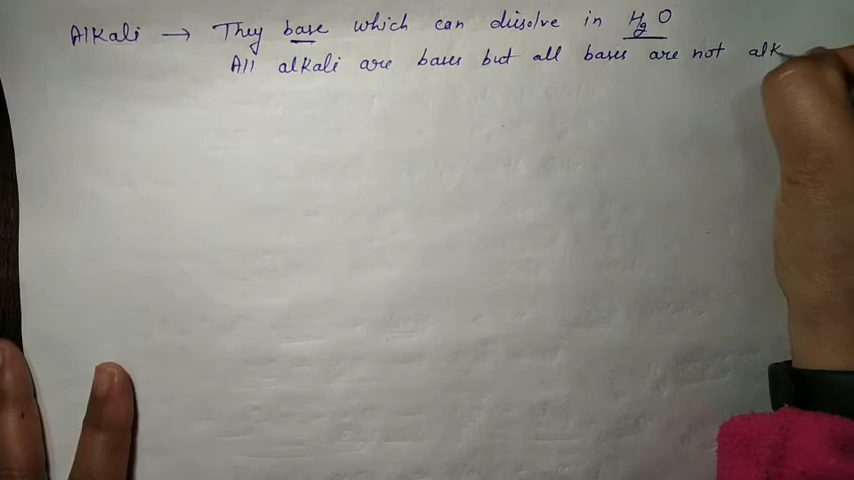 Alkali → They base which can dissolve in H₂O
All alkali are bases but all bases are not alk